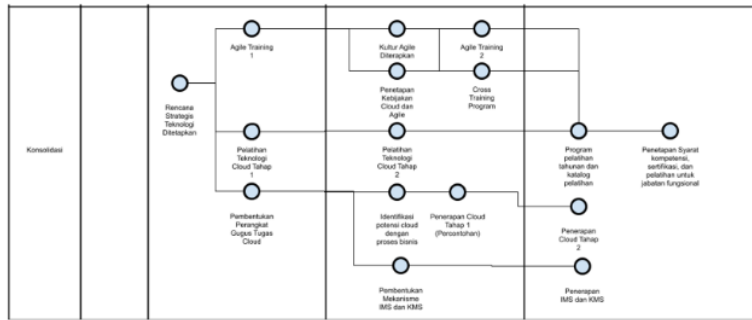 Konsolidasi
Rencana
Strategis
Teknologi
Ditetapkan
Agile Training
1
Pelatihan
Teknologi
Cloud Tahap
1
Pembentukan
Perangkat
Gugus Tugas
Cloud
Kultur Agile
Diterapkan
Agile Training
2
Penetapan
Kebijakan
Cloud dan
Agile
Cross
Training
Program
Pelatihan
Teknologi
Cloud Tahap
2
Identifikasi
potensi cloud
dengan
proses bisnis
Penerapan Cloud
Tahap 1
(Percontohan)
Pembentukan
Mekanisme
IMS dan KMS
Program
pelatihan
tahunan dan
katalog
pelatihan
Penetapan Syarat
kompetensi,
sertifikasi, dan
pelatihan untuk
jabatan fungsional
Penerapan
Cloud Tahap
2
Penerapan
IMS dan KMS